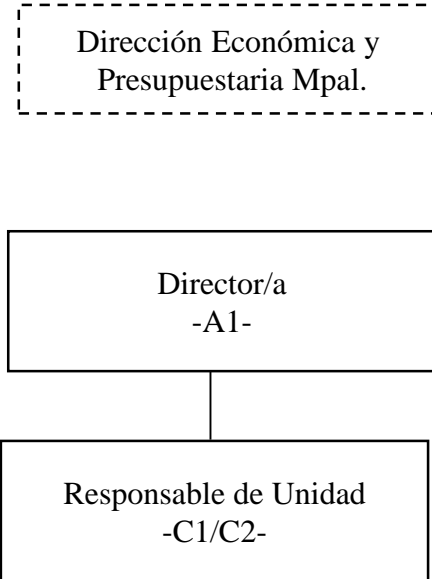 Dirección Económica y
Presupuestaria Mpal.
Director/a
-A1-
Responsable de Unidad
-C1/C2-